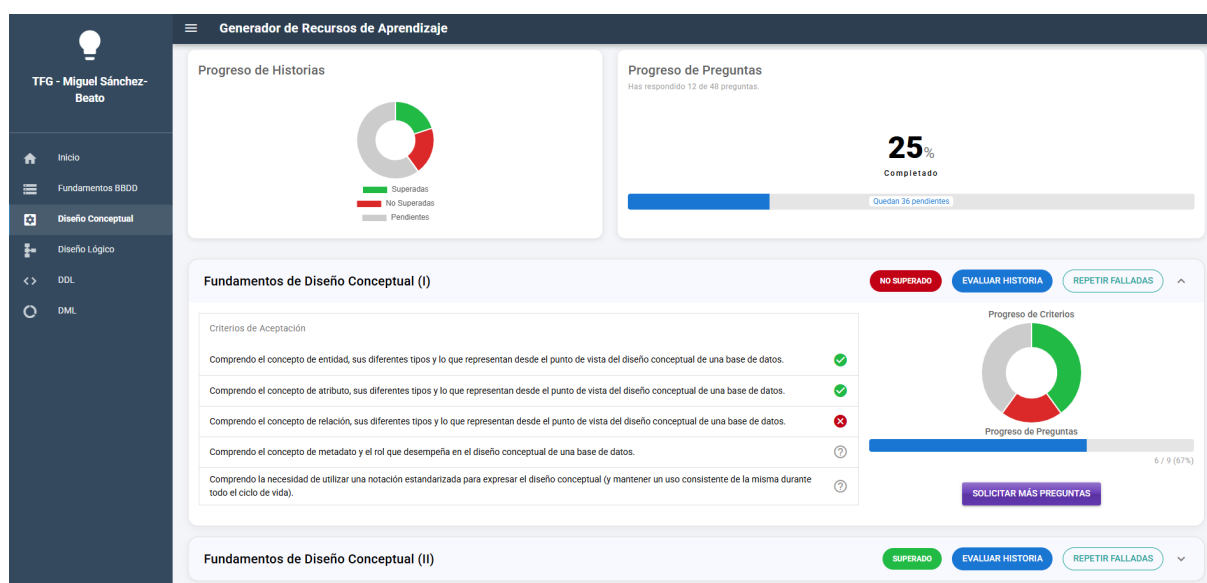 TFG - Miguel Sánchez-
Beato
Inicio
Fundamentos BBDD
Diseño Conceptual
Diseño Lógico
DDL
DML
Generador de Recursos de Aprendizaje
Progreso de Historias
Superadas
No Superadas
Pendientes
Progreso de Preguntas
Has respondido 12 de 48 preguntas.
25%
Completado
Quedan 36 pendientes
Fundamentos de Diseño Conceptual (I)
NO SUPERADO
EVALUAR HISTORIA
REPETIR FALLADAS
Criterios de Aceptación
Comprendo el concepto de entidad, sus diferentes tipos y lo que representan desde el punto de vista del diseño conceptual de una base de datos.
Comprendo el concepto de atributo, sus diferentes tipos y lo que representan desde el punto de vista del diseño conceptual de una base de datos.
Comprendo el concepto de relación, sus diferentes tipos y lo que representan desde el punto de vista del diseño conceptual de una base de datos.
Comprendo el concepto de metadato y el rol que desempeña en el diseño conceptual de una base de datos.
Comprendo la necesidad de utilizar una notación estandarizada para expresar el diseño conceptual (y mantener un uso consistente de la misma durante
todo el ciclo de vida).
Progreso de Criterios
Progreso de Preguntas
6 / 9 (67%)
SOLICITAR MÁS PREGUNTAS
Fundamentos de Diseño Conceptual (II)
SUPERADO
EVALUAR HISTORIA
REPETIR FALLADAS